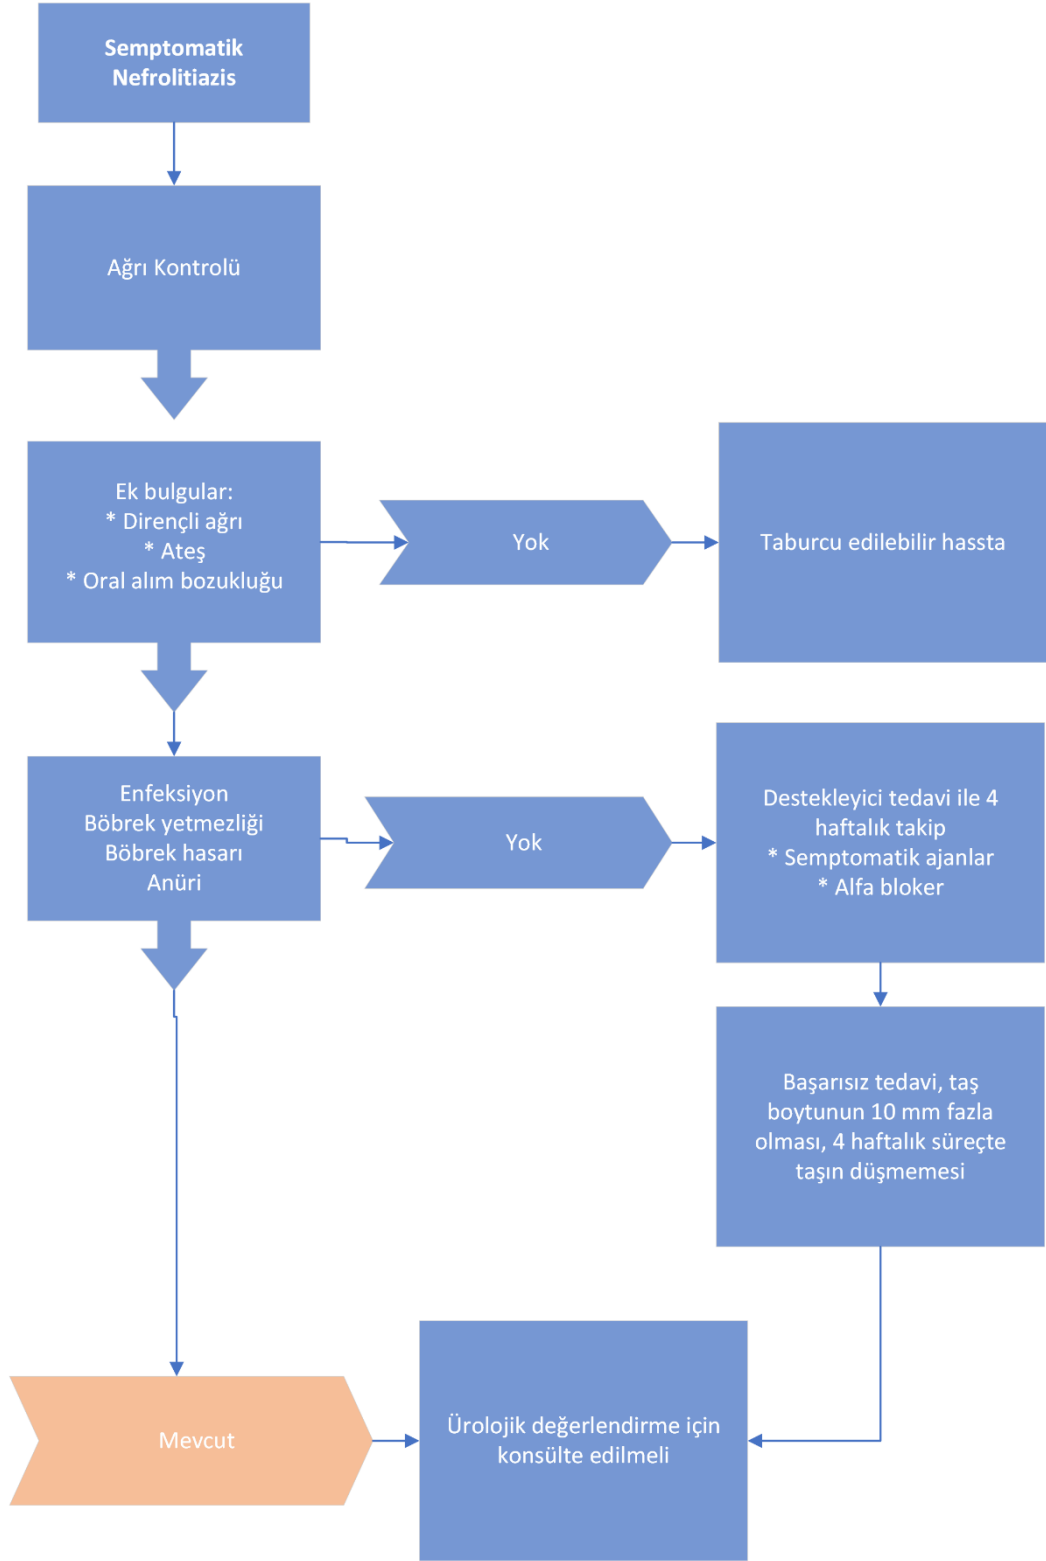 Semptomatik
Nefrolitiazis
Ağrı Kontrolü
Ek bulgular:
* Dirençli ağrı
* Ateş
* Oral alım bozukluğu
Yok
Taburcu edilebilir hassta
Enfeksiyon
Böbrek yetmezliği
Böbrek hasarı
Anüri
Yok
Destekleyici tedavi ile 4
haftalık takip
* Semptomatik ajanlar
* Alfa bloker
Başarısız tedavi, taş
boytunun 10 mm fazla
olması, 4 haftalık süreçte
taşın düşmemesi
Mevcut
Ürolojik değerlendirme için
konsülte edilmeli